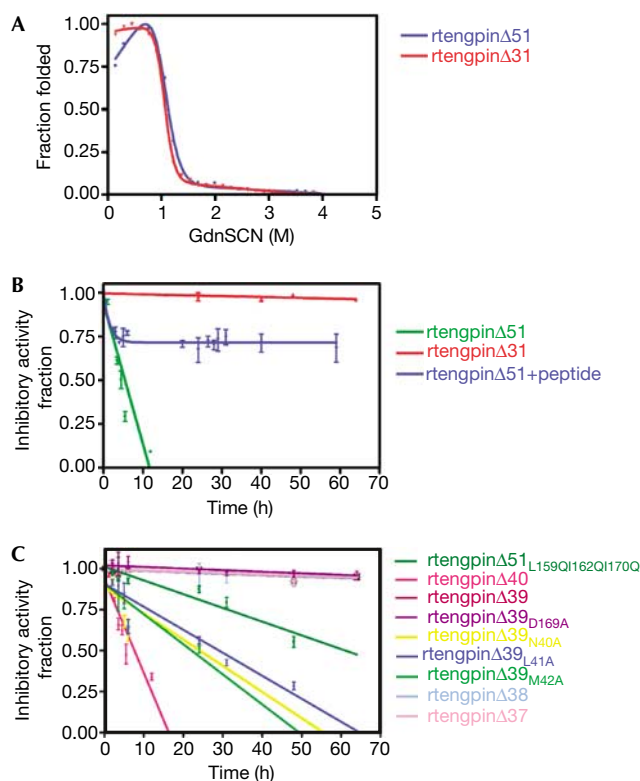 A
Fraction folded
1.00
0.75
0.50
0.25
0.00
0 1 2 3 4 5
GdnSCN (M)
rtengpinΔ51
rtengpinΔ31
B
Inhibitory activity
fraction
1.00
0.75
0.50
0.25
0.00
0 10 20 30 40 50 60 70
Time (h)
rtengpinΔ51
rtengpinΔ31
rtengpinΔ51+peptide
C
Inhibitory activity
fraction
1.00
0.75
0.50
0.25
0.00
0 10 20 30 40 50 60 70
Time (h)
rtengpinΔ51L159QI162QI170Q
rtengpinΔ40
rtengpinΔ39
rtengpinΔ39D169A
rtengpinΔ39N40A
rtengpinΔ39L41A
rtengpinΔ39M42A
rtengpinΔ38
rtengpinΔ37